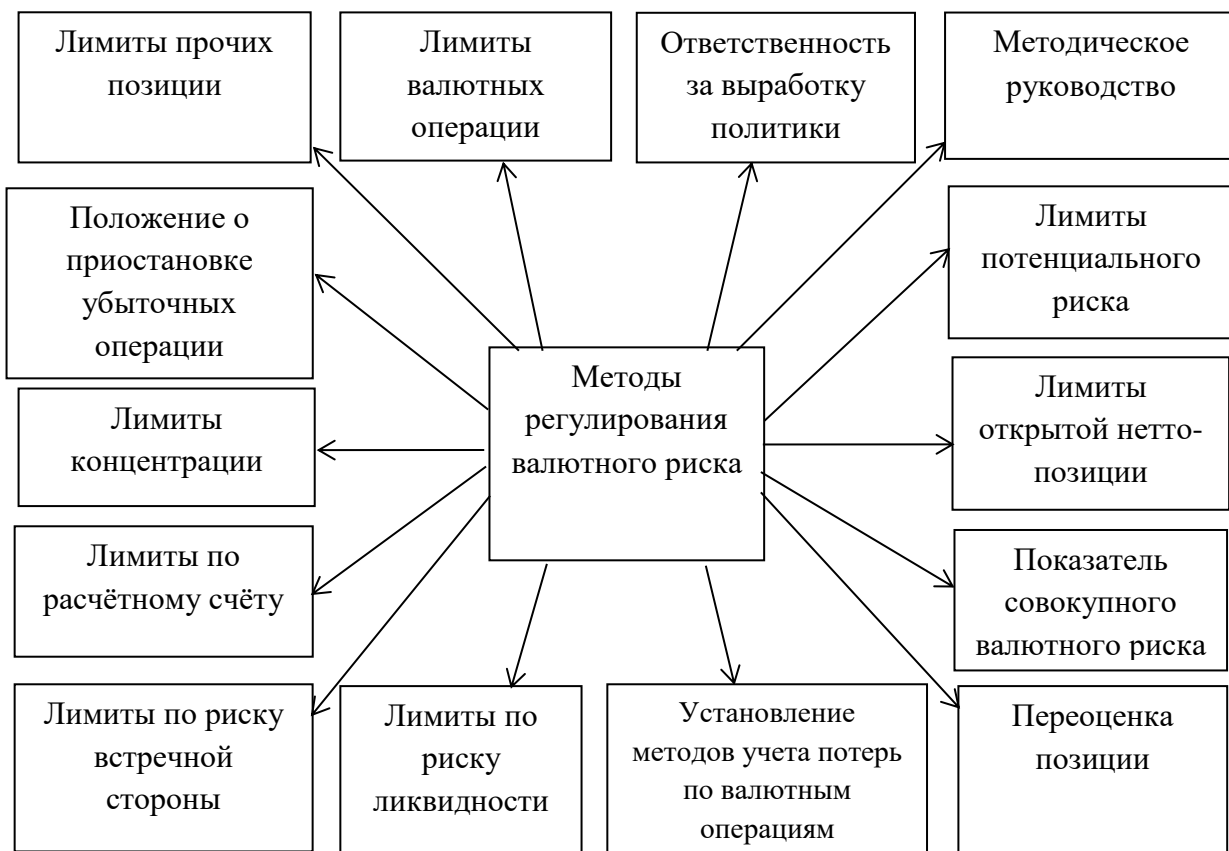 Лимиты прочих
позиции
Лимиты
валютных
операции
Ответственность
за выработку
политики
Методическое
руководство
Положение о
приостановке
убыточных
операции
Лимиты
потенциального
риска
Методы
регулирования
валютного риска
Лимиты
концентрации
Лимиты
открытой нетто-
позиции
Лимиты по
расчётному счёту
Показатель
совокупного
валютного риска
Лимиты по риску
встречной
стороны
Лимиты по
риску
ликвидности
Установление
методов учета потерь
по валютным
операциям
Переоценка
позиции